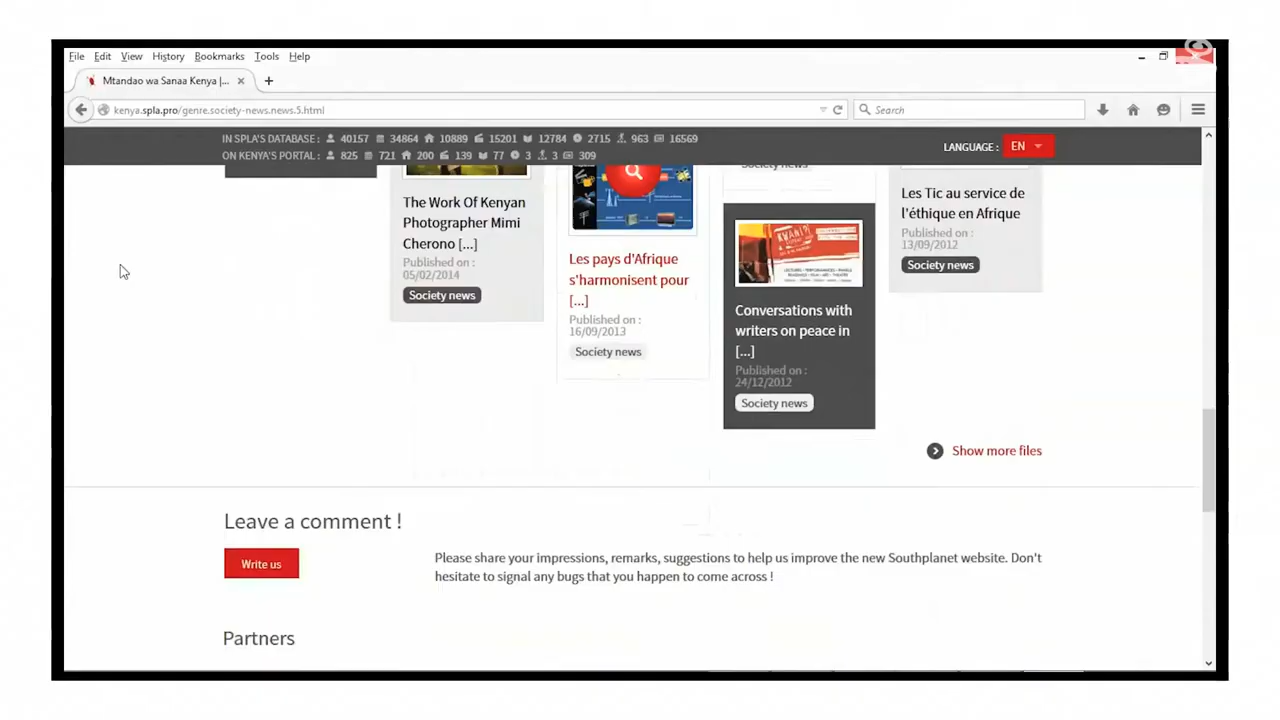 File Edit View History Bookmarks Tools Help
Mtandao wa Sanaa Kenya |...
kenya.spla.pro/genre.society-news.news.5.html
Search
IN SPLA'S DATABASE : 40157 34864 10889 15201 12784 2715 963 16569
ON KENYA'S PORTAL : 825 721 200 139 77 3 3 309
LANGUAGE : EN
The Work Of Kenyan
Photographer Mimi
Cherono [...]
Published on :
05/02/2014
Society news
Les pays d'Afrique
s'harmonisent pour
[...]
Published on :
16/09/2013
Society news
Society news
Conversations with
writers on peace in
[...]
Published on :
24/12/2012
Society news
Les Tic au service de
l'éthique en Afrique
Published on :
13/09/2012
Society news
Show more files
Leave a comment !
Write us
Please share your impressions, remarks, suggestions to help us improve the new Southplanet website. Don't
hesitate to signal any bugs that you happen to come across !
Partners